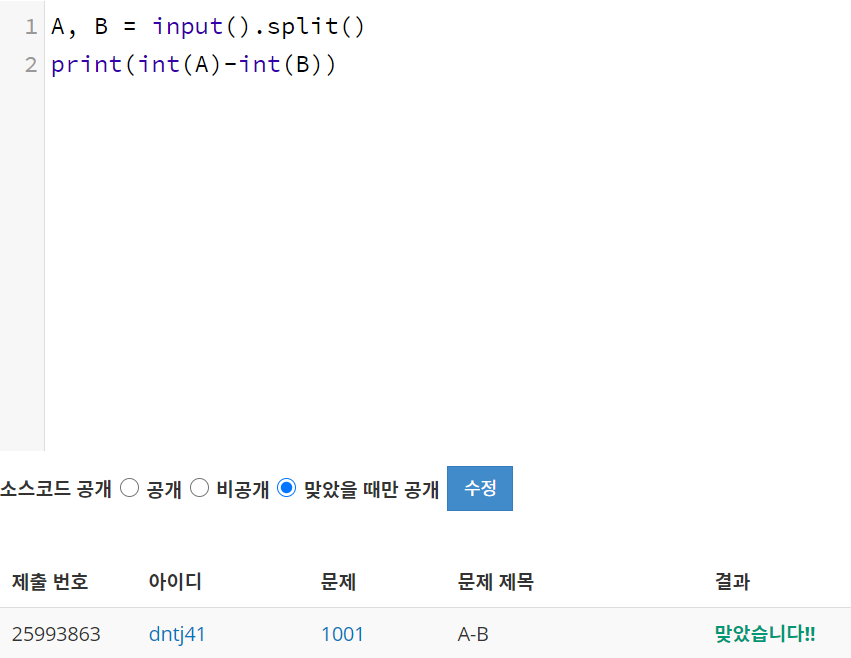 1 A, B = input().split()
2 print(int(A)-int(B))
소스코드 공개 공개 비공개 맞았을 때만 공개 수정
제출 번호 아이디 문제 문제 제목 결과
25993863 dntj41 1001 A-B 맞았습니다!!